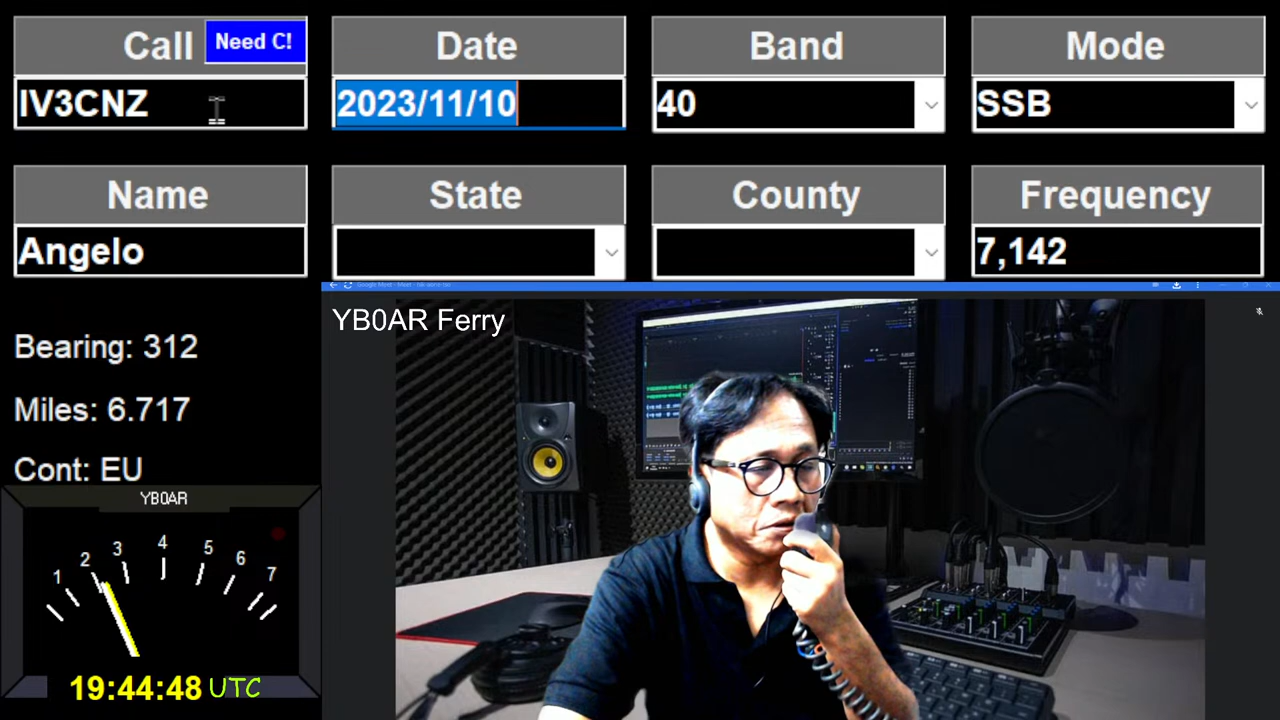 Call
Need C!
Date
Band
Mode
IV3CNZ
2023/11/10
40
SSB
Name
State
County
Frequency
Angelo
7,142
YB0AR Ferry
Bearing: 312
Miles: 6.717
Cont: EU
YB0AR
1 2 3 4 5 6 7
19:44:48 UTC